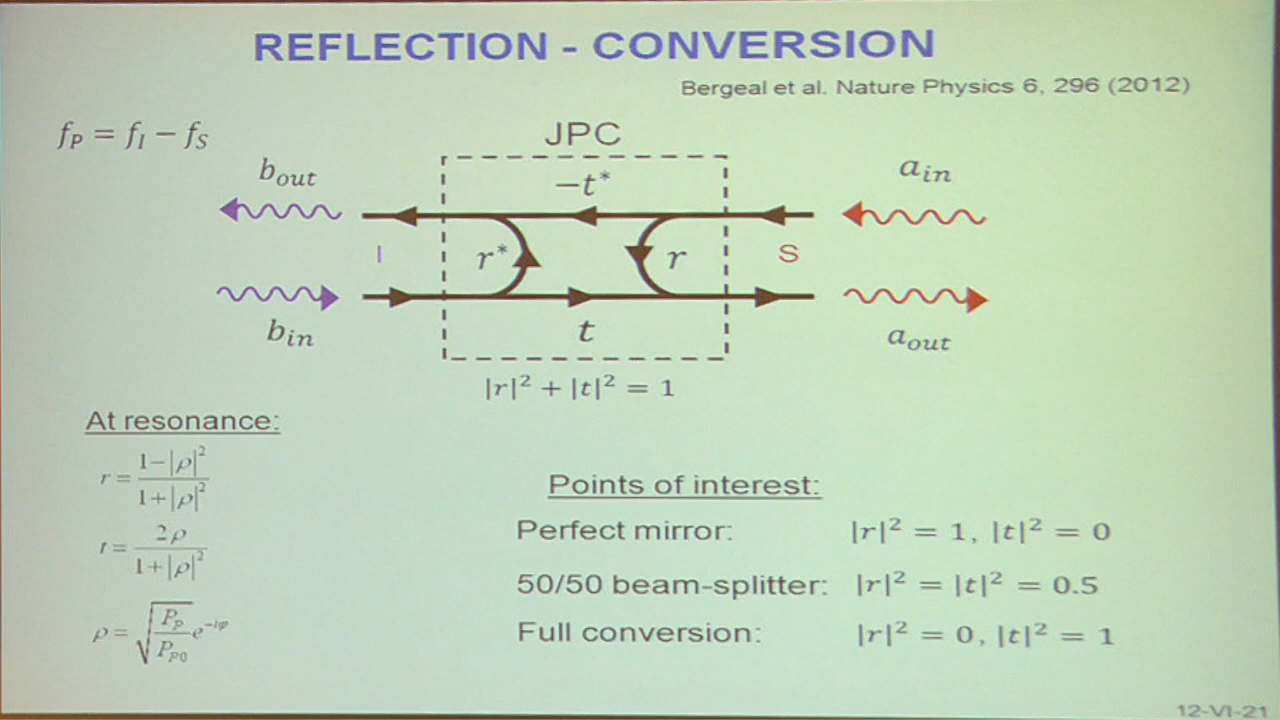 REFLECTION - CONVERSION
Bergeal et al. Nature Physics 6, 296 (2012)
f_P = f_I − f_S
JPC
b_out
−t*
a_in
I
r*
r
S
b_in
t
a_out
|r|² + |t|² = 1
At resonance:
r = (1−|ρ|²)/(1+|ρ|²)
t = 2ρ/(1+|ρ|²)
ρ = √(P_P/P_P0) e^−iφ
Points of interest:
Perfect mirror: |r|² = 1, |t|² = 0
50/50 beam-splitter: |r|² = |t|² = 0.5
Full conversion: |r|² = 0, |t|² = 1
12-VI-21